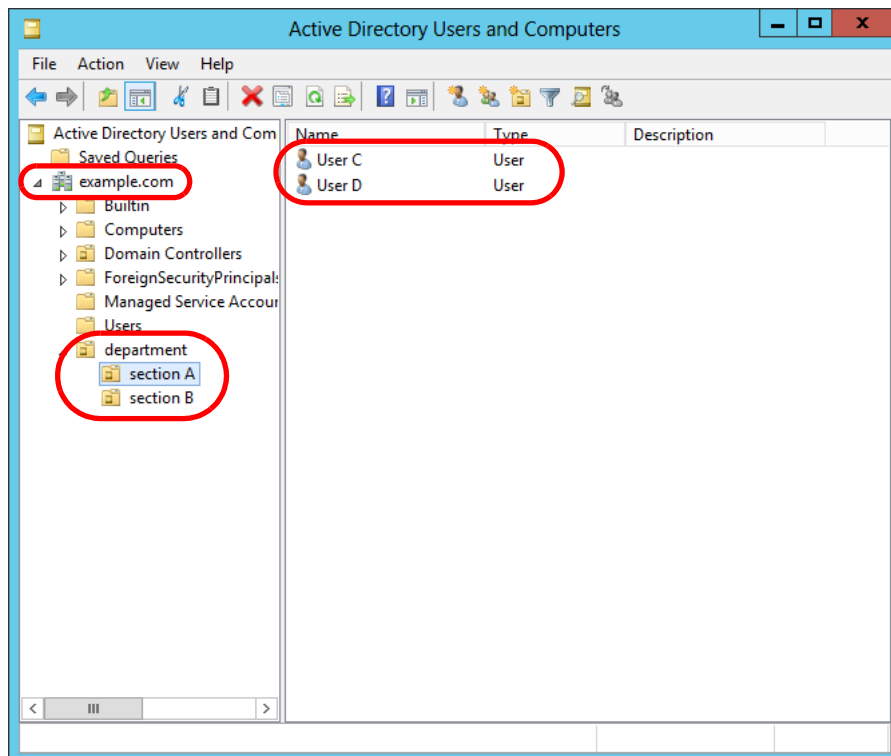 Active Directory Users and Computers
File Action View Help
Active Directory Users and Com
Saved Queries
example.com
Builtin
Computers
Domain Controllers
ForeignSecurityPrincipals
Managed Service Accour
Users
department
section A
section B
Name Type Description
User C User
User D User